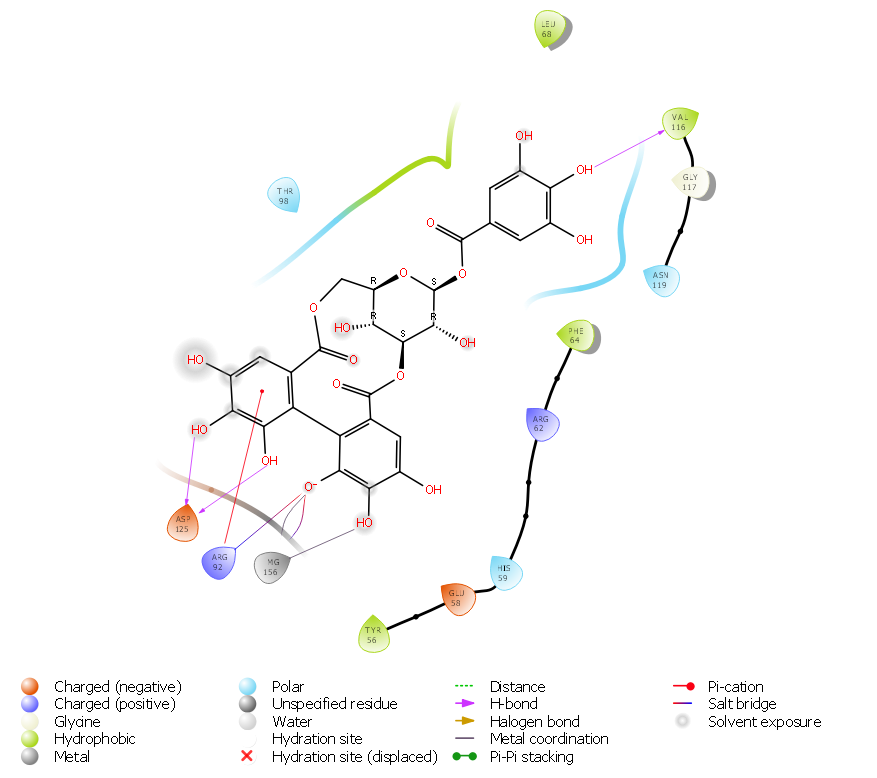 LEU
68
OH
VAL
116
OH
GLY
117
THR
98
O
OH
O
ASN
119
R
O
S
O
HO
R
R
S
OH
PHE
64
HO
O
O
O
ARG
62
HO
OH
O⁻
OH
ASP
125
HO
ARG
92
MG
156
HIS
59
GLU
58
TYR
56
Charged (negative)
Polar
Distance
Pi-cation
Charged (positive)
Unspecified residue
H-bond
Salt bridge
Glycine
Water
Halogen bond
Solvent exposure
Hydrophobic
Hydration site
Metal coordination
Metal
Hydration site (displaced)
Pi-Pi stacking